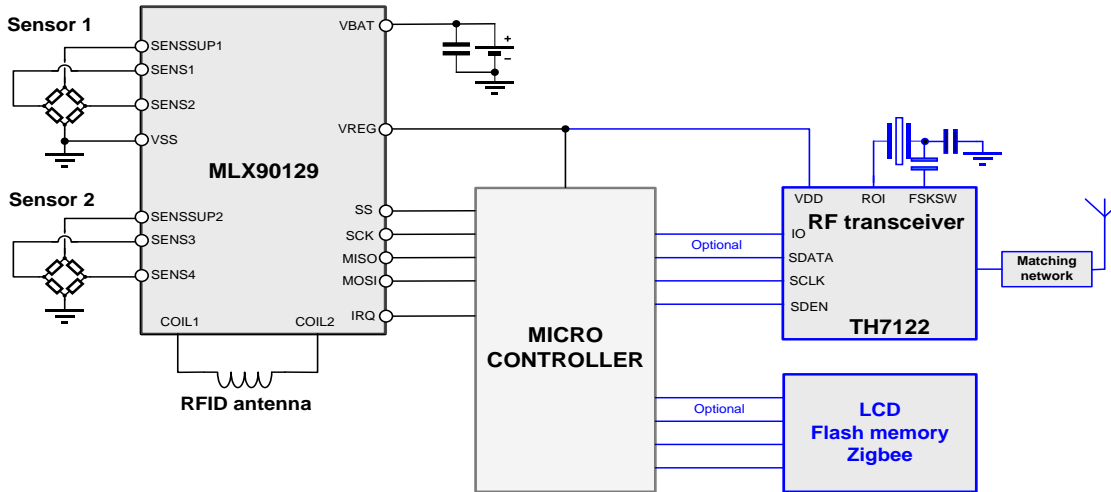 Sensor 1
SENSSUP1
SENS1
SENS2
VSS
Sensor 2
SENSSUP2
SENS3
SENS4
COIL1
COIL2
RFID antenna
MLX90129
VBAT
+
−
VREG
SS
SCK
MISO
MOSI
IRQ
MICRO
CONTROLLER
Optional
VDD
ROI
FSKSW
RF transceiver
IO
SDATA
SCLK
SDEN
TH7122
Matching
network
Optional
LCD
Flash memory
Zigbee